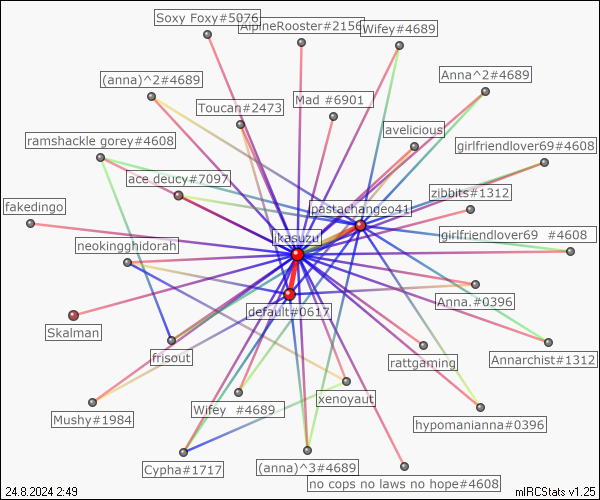 Soxy Foxy#5076
AlpineRooster#2156
Wifey#4689
(anna)^2#4689
Anna^2#4689
Toucan#2473
Mad #6901
ramshackle gorey#4608
lavelicious
girlfriendlover69#4608
ace deucy#7097
zibbits#1312
fakedingo
pastachangeo41
neokingghidorah
ikasuzu
girlfriendlover69 #4608
Anna.#0396
default#0617
Skalman
frisout
rattgaming
Annarchist#1312
Mushy#1984
Wifey #4689
xenoyaut
hypomanianna#0396
Cypha#1717
(anna)^3#4689
no cops no laws no hope#4608
24.8.2024 2:49
mIRCStats v1.25